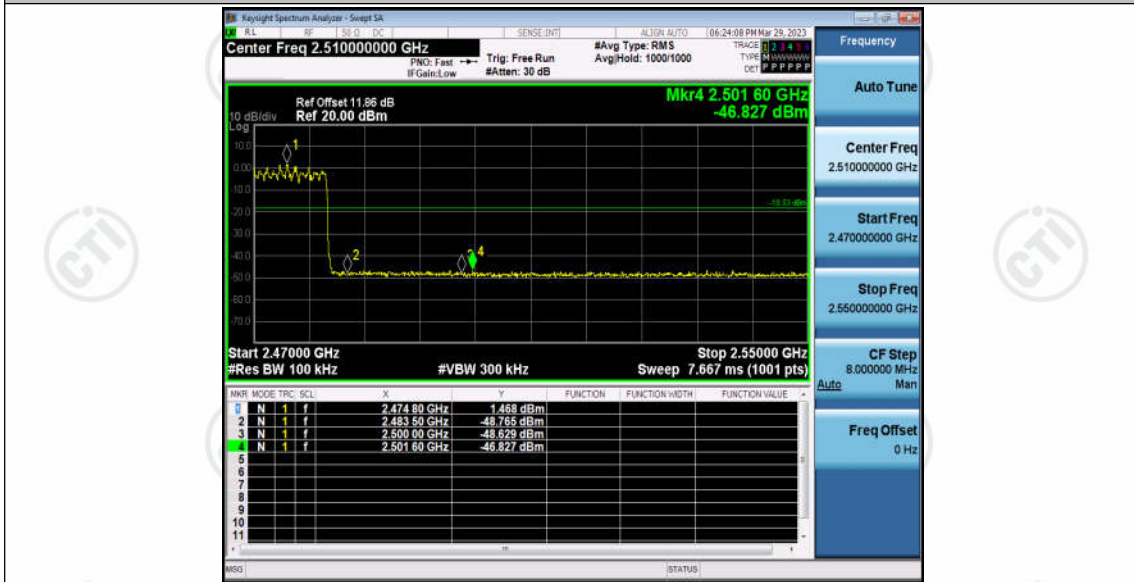 Keysight Spectrum Analyzer - Swept SA
RL RF 50 Ω DC SENSE:INT ALIGN AUTO 06:24:08 PM Mar 29, 2023
Center Freq 2.510000000 GHz
PNO: Fast
IFGain:Low
Trig: Free Run
#Atten: 30 dB
#Avg Type: RMS
Avg|Hold: 1000/1000
TRACE 1 2 3 4 5 6
TYPE M WWWWW
DET P P P P P P
Frequency
Auto Tune
Center Freq
2.510000000 GHz
Start Freq
2.470000000 GHz
Stop Freq
2.550000000 GHz
CF Step
8.000000 MHz
Auto Man
Freq Offset
0 Hz
Mkr4 2.501 60 GHz
-46.827 dBm
Ref Offset 11.86 dB
10 dB/div Ref 20.00 dBm
Log
10.0
0.00
-10.0
-20.0
-30.0
-40.0
-50.0
-60.0
-70.0
1
2
3
4
-18.53 dBm
Start 2.47000 GHz Stop 2.55000 GHz
#Res BW 100 kHz #VBW 300 kHz Sweep 7.667 ms (1001 pts)
MKR MODE TRC SCL X Y FUNCTION FUNCTION WIDTH FUNCTION VALUE
1 N 1 f 2.474 80 GHz 1.468 dBm
2 N 1 f 2.483 50 GHz -48.765 dBm
3 N 1 f 2.500 00 GHz -48.629 dBm
4 N 1 f 2.501 60 GHz -46.827 dBm
5
6
7
8
9
10
11
MSG STATUS
CTI
CTI